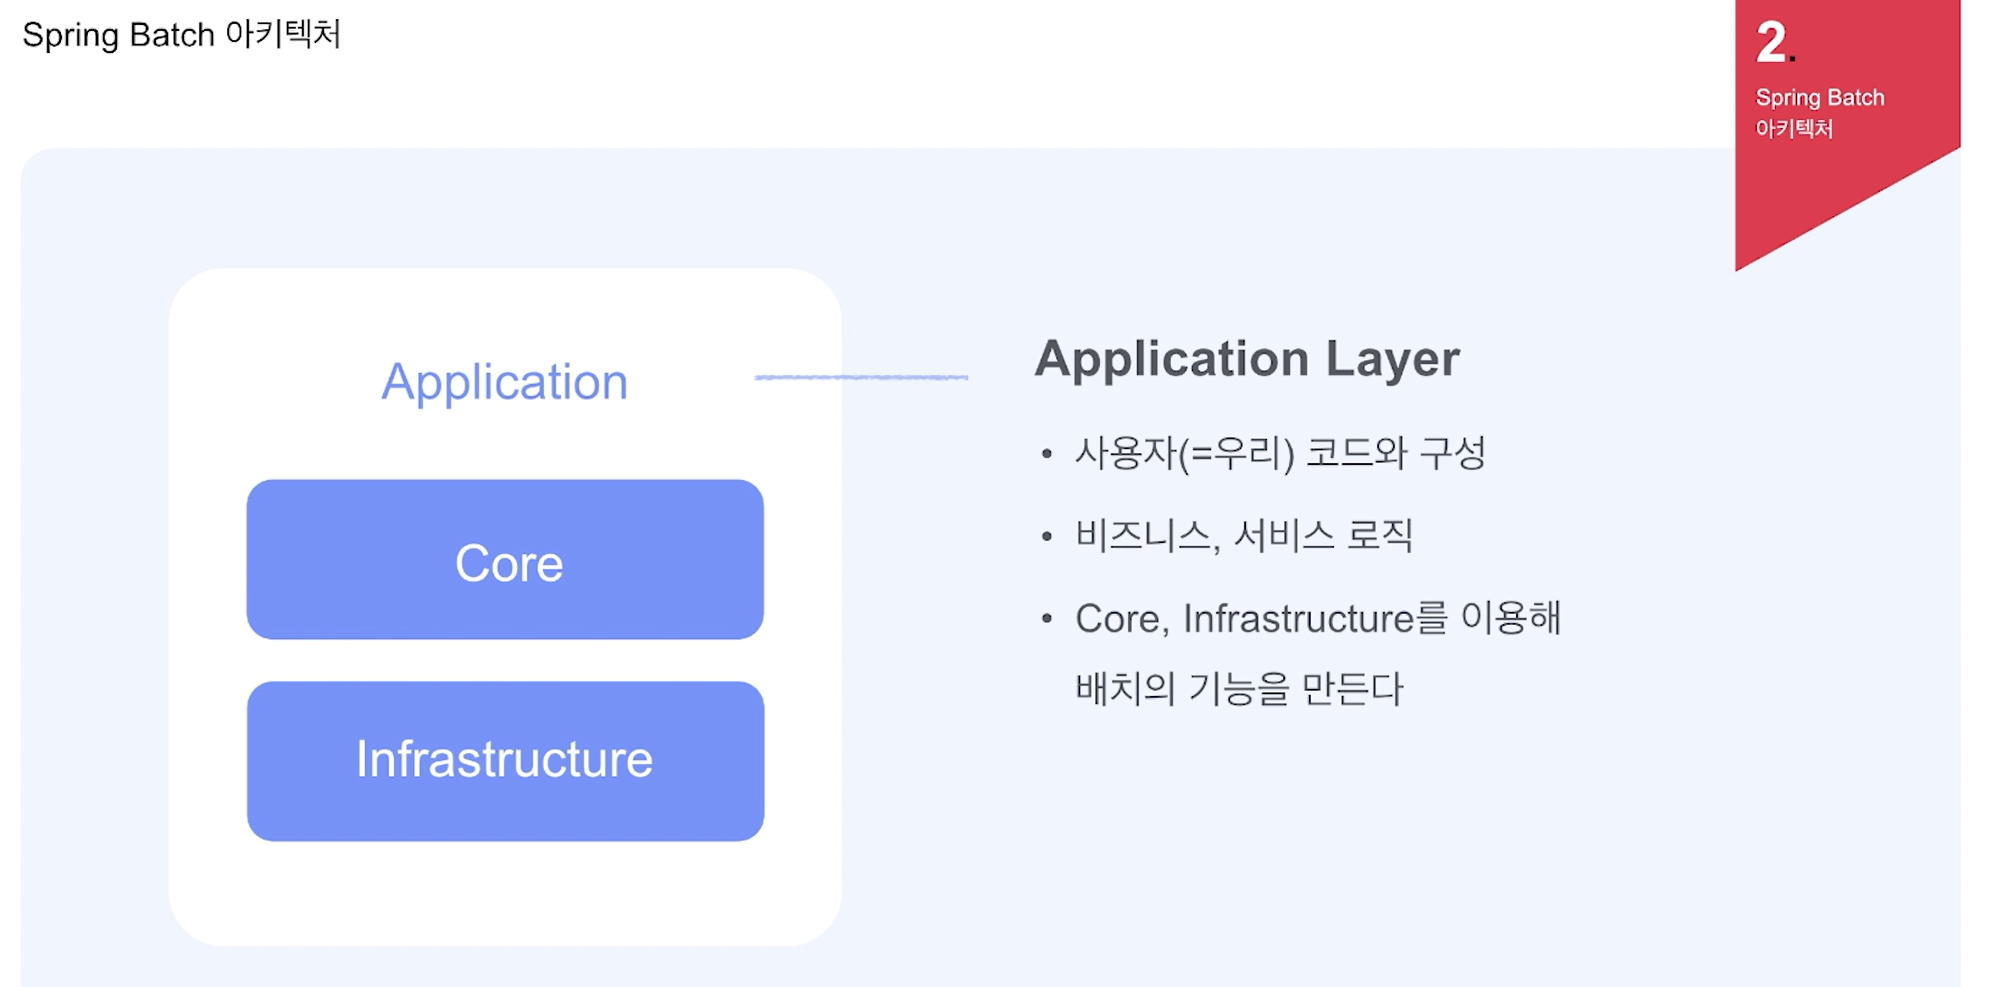 Spring Batch 아키텍처
2.
Spring Batch
아키텍처
Application
Core
Infrastructure
Application Layer
• 사용자(=우리) 코드와 구성
• 비즈니스, 서비스 로직
• Core, Infrastructure를 이용해
배치의 기능을 만든다